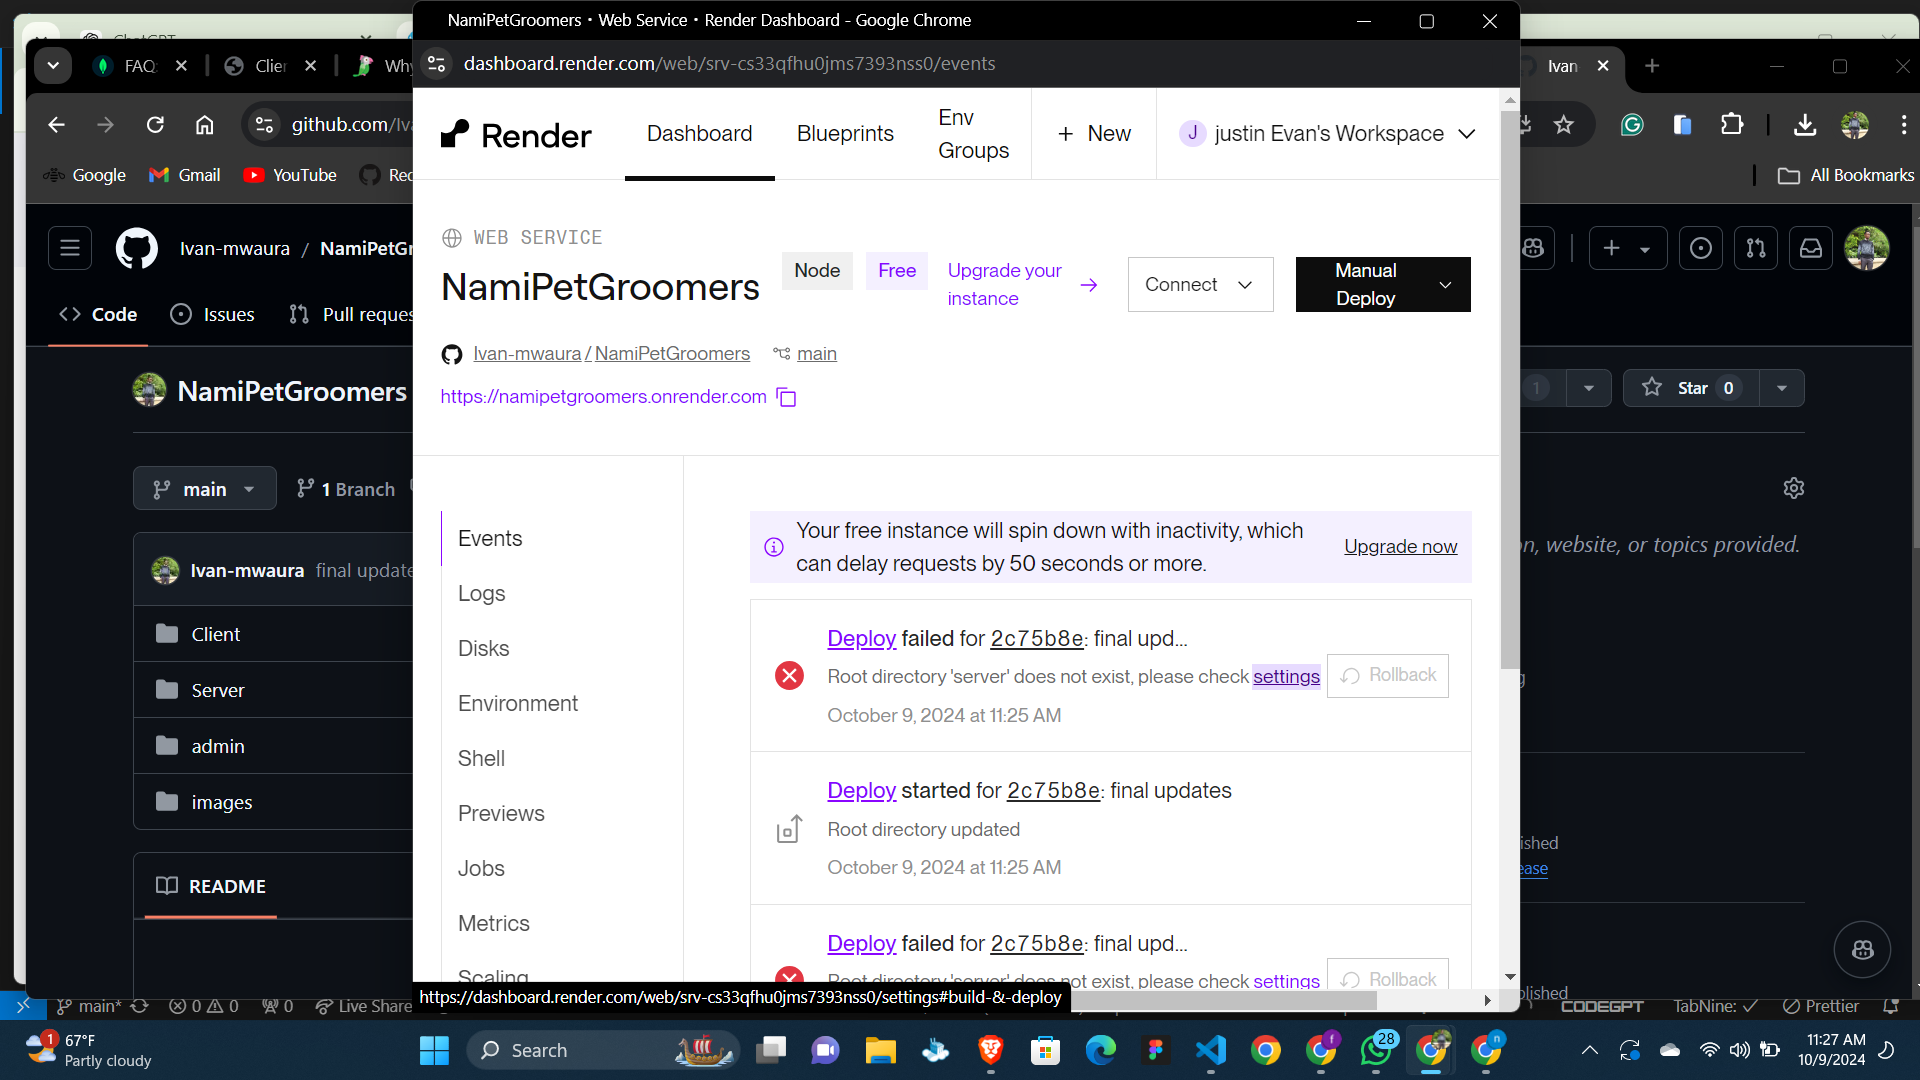 NamiPetGroomers • Web Service • Render Dashboard - Google Chrome
dashboard.render.com/web/srv-cs33qfhu0jms7393nss0/events
FAQ
Clie
Why
Ivan
github.com/Iva
Google
Gmail
YouTube
Rec
All Bookmarks
Render
Dashboard
Blueprints
Env
Groups
+ New
J
justin Evan's Workspace
Ivan-mwaura / NamiPetGr
Code
Issues
Pull reques
WEB SERVICE
NamiPetGroomers
Node
Free
Upgrade your
instance
Connect
Manual
Deploy
Ivan-mwaura / NamiPetGroomers
main
https://namipetgroomers.onrender.com
NamiPetGroomers
1
Star 0
main
1 Branch
Ivan-mwaura final update
Client
Server
admin
images
README
n, website, or topics provided.
ished
ease
blished
Events
Logs
Disks
Environment
Shell
Previews
Jobs
Metrics
Scaling
Your free instance will spin down with inactivity, which
can delay requests by 50 seconds or more.
Upgrade now
Deploy failed for 2c75b8e: final upd...
Root directory 'server' does not exist, please check settings
Rollback
October 9, 2024 at 11:25 AM
Deploy started for 2c75b8e: final updates
Root directory updated
October 9, 2024 at 11:25 AM
Deploy failed for 2c75b8e: final upd...
Root directory 'server' does not exist, please check settings
Rollback
https://dashboard.render.com/web/srv-cs33qfhu0jms7393nss0/settings#build-&-deploy
main*
0
0
0
Live Share
CODEGPT
TabNine: ✓
Prettier
1
67°F
Partly cloudy
Search
f
28
n
11:27 AM
10/9/2024